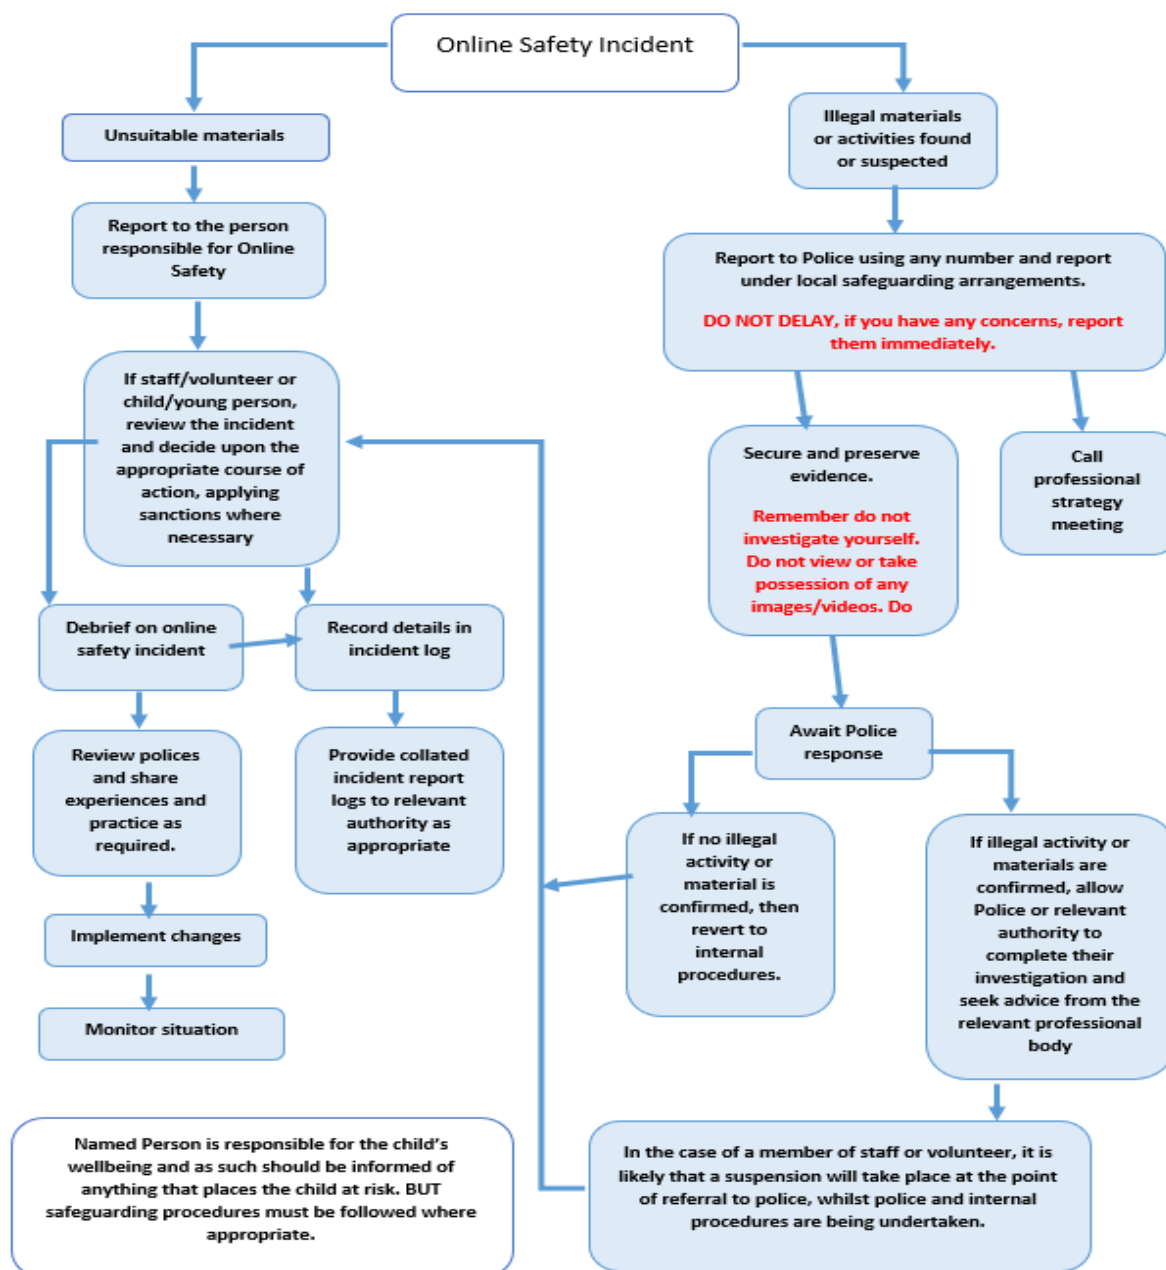 Online Safety Incident
Unsuitable materials
Report to the person
responsible for Online
Safety
If staff/volunteer or
child/young person,
review the incident
and decide upon the
appropriate course of
action, applying
sanctions where
necessary
Debrief on online
safety incident
Record details in
incident log
Review polices
and share
experiences and
practice as
required.
Provide collated
incident report
logs to relevant
authority as
appropriate
Implement changes
Monitor situation
Illegal materials
or activities found
or suspected
Report to Police using any number and report
under local safeguarding arrangements.
DO NOT DELAY, if you have any concerns, report
them immediately.
Secure and preserve
evidence.
Remember do not
investigate yourself.
Do not view or take
possession of any
images/videos. Do
Call
professional
strategy
meeting
Await Police
response
If no illegal
activity or
material is
confirmed, then
revert to
internal
procedures.
If illegal activity or
materials are
confirmed, allow
Police or relevant
authority to
complete their
investigation and
seek advice from the
relevant professional
body
In the case of a member of staff or volunteer, it is
likely that a suspension will take place at the point
of referral to police, whilst police and internal
procedures are being undertaken.
Named Person is responsible for the child's
wellbeing and as such should be informed of
anything that places the child at risk. BUT
safeguarding procedures must be followed where
appropriate.